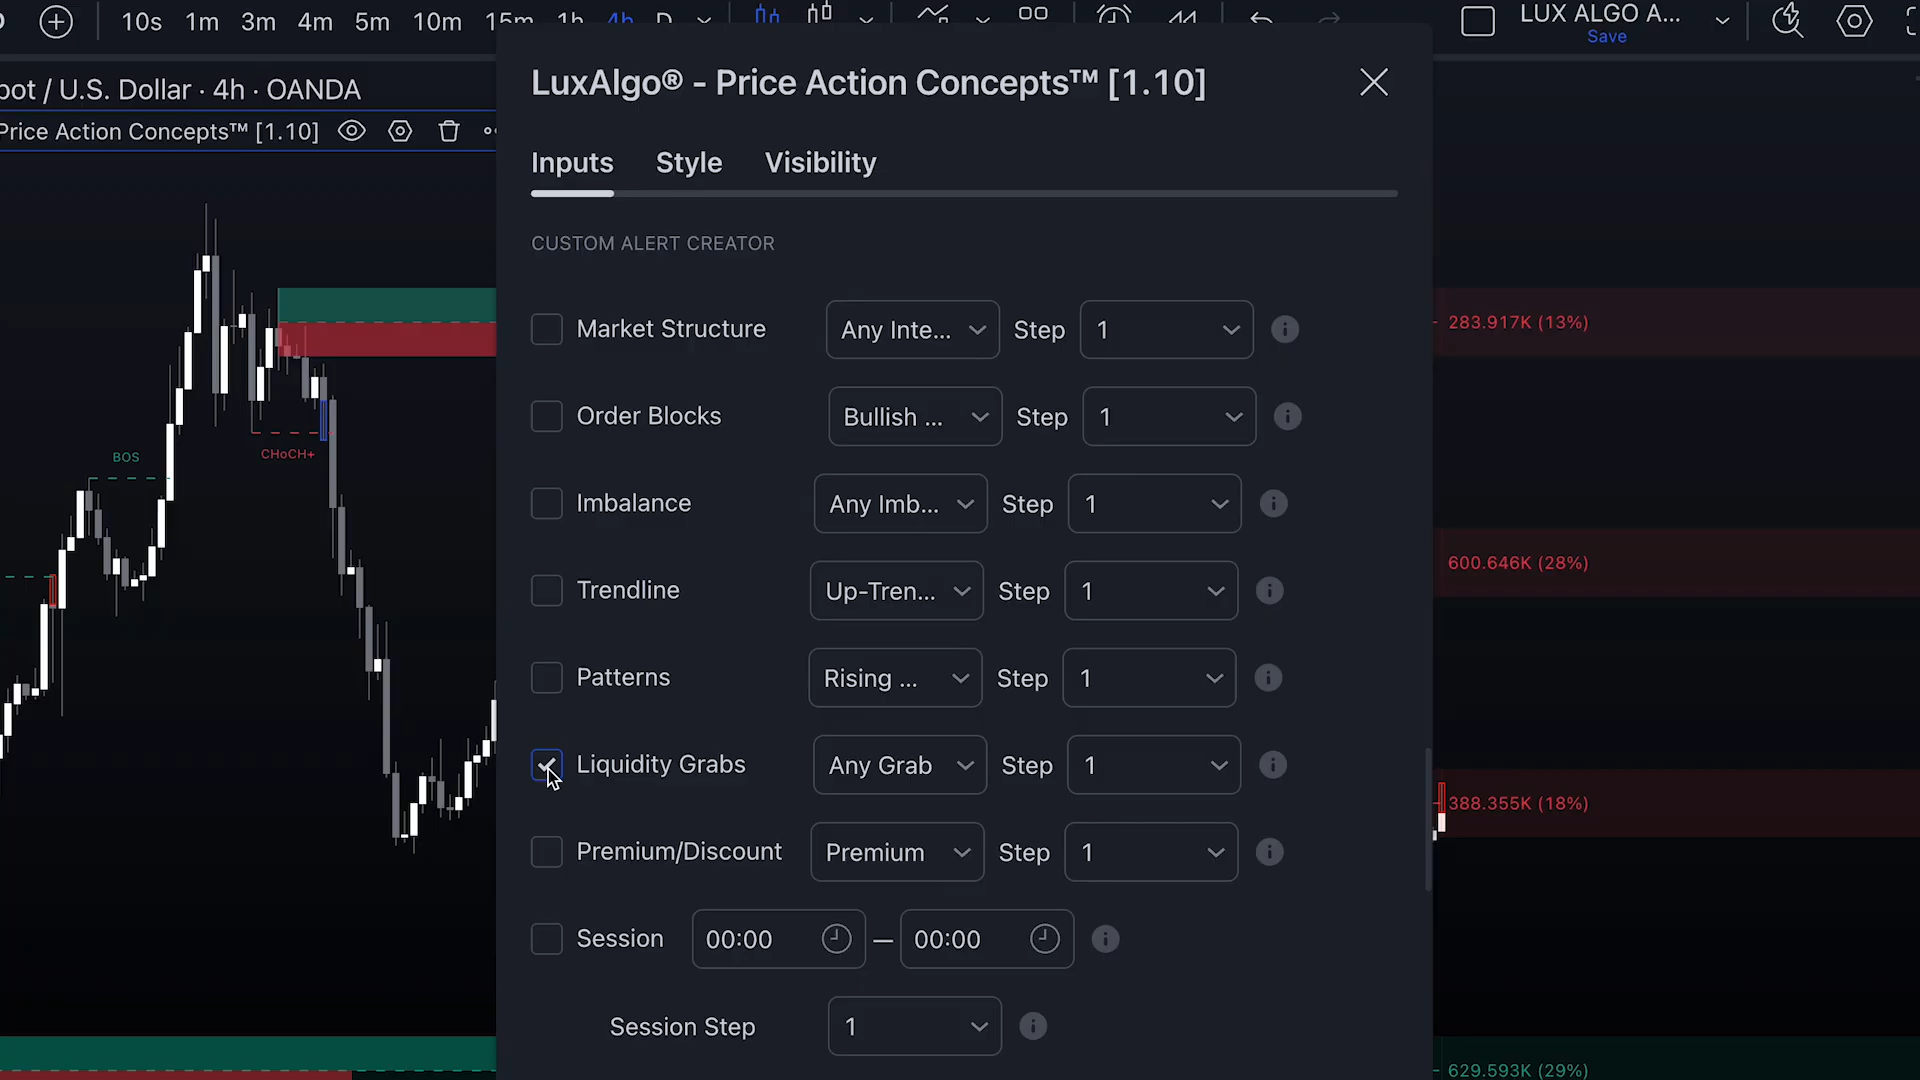 10s 1m 3m 4m 5m 10m 15m 1h 4h D
LUX ALGO A...
Save
/ U.S. Dollar · 4h · OANDA
Price Action Concepts™ [1.10]
LuxAlgo® - Price Action Concepts™ [1.10]
Inputs Style Visibility
CUSTOM ALERT CREATOR
Market Structure Any Inte... Step 1
Order Blocks Bullish ... Step 1
Imbalance Any Imb... Step 1
Trendline Up-Tren... Step 1
Patterns Rising ... Step 1
Liquidity Grabs Any Grab Step 1
Premium/Discount Premium Step 1
Session 00:00 — 00:00
Session Step 1
BOS
CHoCH+
283.917K (13%)
600.646K (28%)
388.355K (18%)
629.593K (29%)